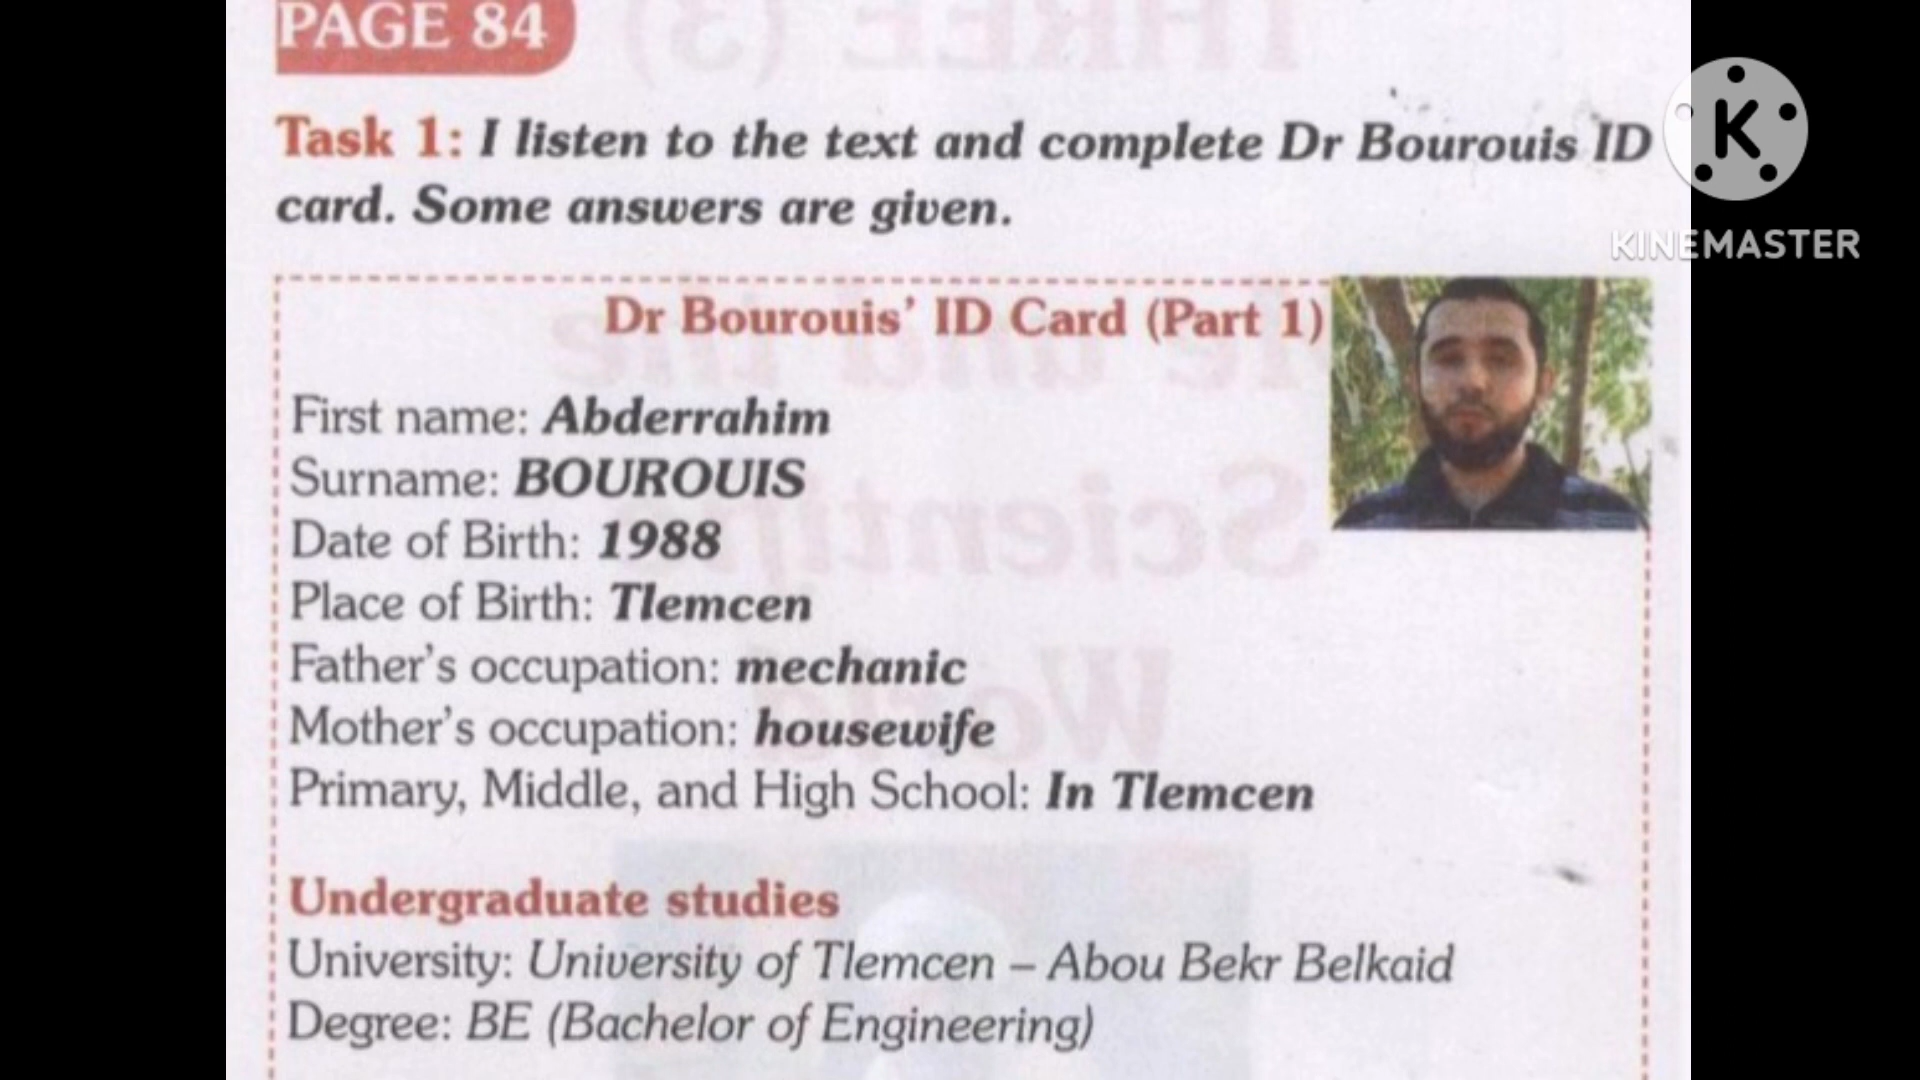 PAGE 84
Task 1: I listen to the text and complete Dr Bourouis ID
card. Some answers are given.
K
KINEMASTER
Dr Bourouis' ID Card (Part 1)
First name: Abderrahim
Surname: BOUROUIS
Date of Birth: 1988
Place of Birth: Tlemcen
Father's occupation: mechanic
Mother's occupation: housewife
Primary, Middle, and High School: In Tlemcen
Undergraduate studies
University: University of Tlemcen – Abou Bekr Belkaid
Degree: BE (Bachelor of Engineering)